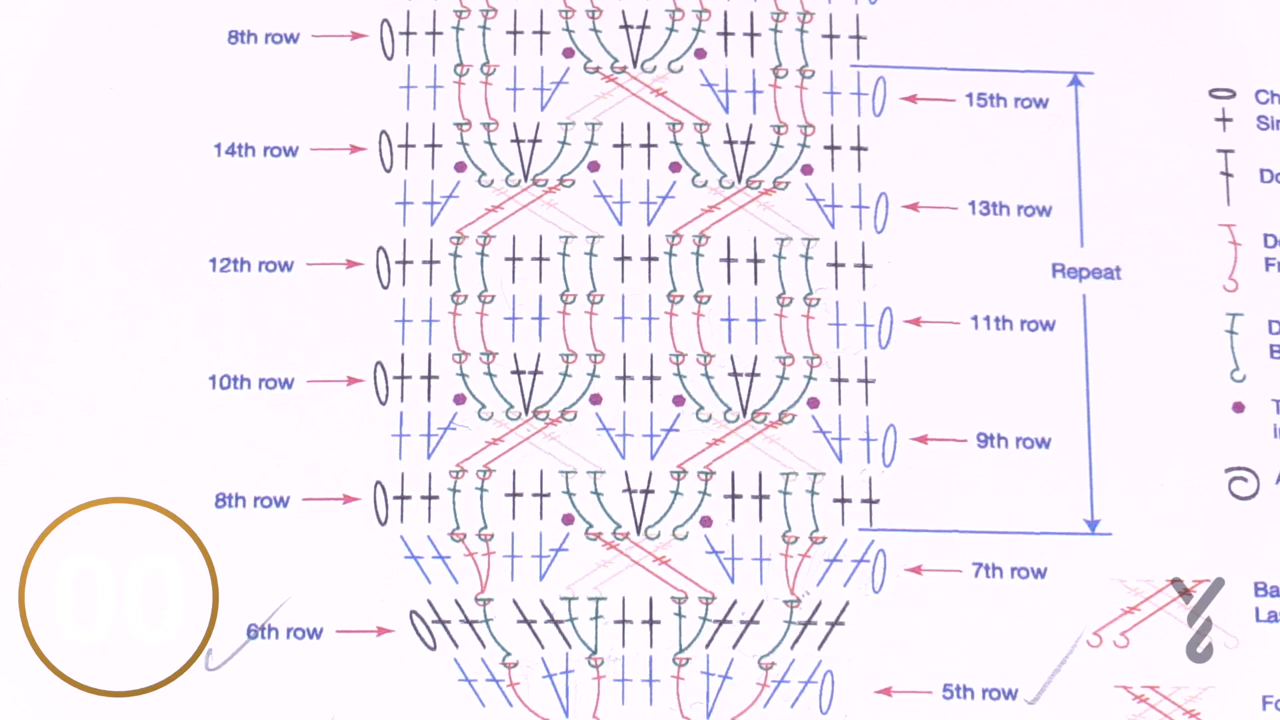 8th row
15th row
14th row
13th row
12th row
Repeat
11th row
10th row
9th row
8th row
7th row
6th row
5th row